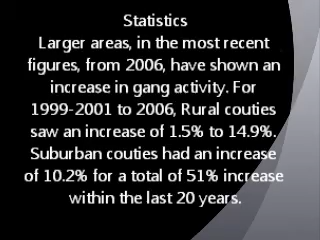 Statistics
Larger areas, in the most recent
figures, from 2006, have shown an
increase in gang activity. For
1999-2001 to 2006, Rural couties
saw an increase of 1.5% to 14.9%.
Suburban couties had an increase
of 10.2% for a total of 51% increase
within the last 20 years.